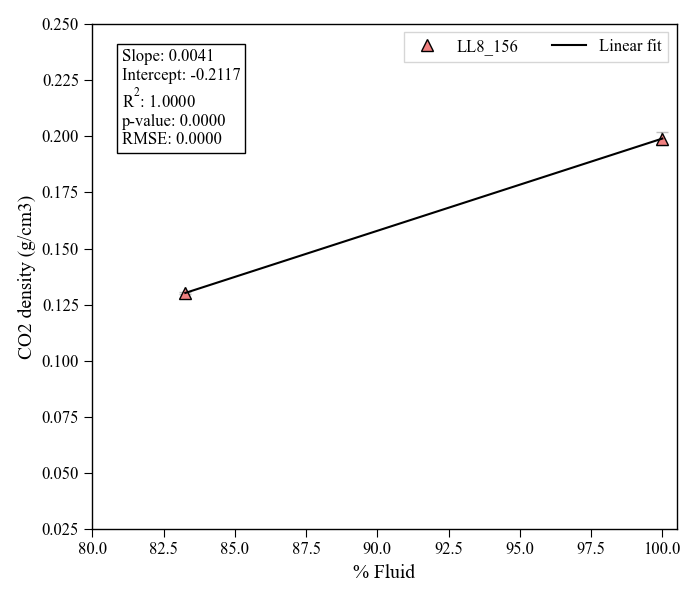 0.250
0.225
0.200
0.175
0.150
0.125
0.100
0.075
0.050
0.025
CO2 density (g/cm3)
Slope: 0.0041
Intercept: -0.2117
R²: 1.0000
p-value: 0.0000
RMSE: 0.0000
LL8_156 Linear fit
80.0 82.5 85.0 87.5 90.0 92.5 95.0 97.5 100.0
% Fluid